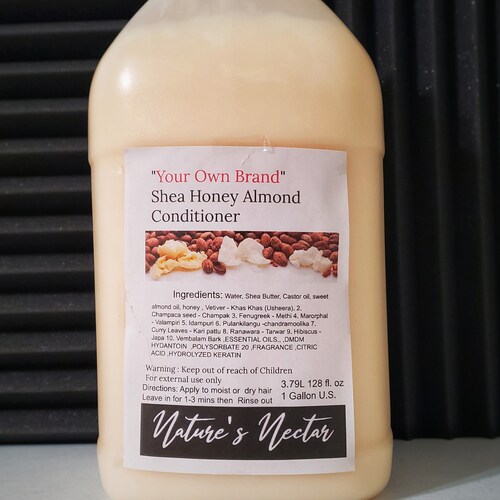 "Your Own Brand"
Shea Honey Almond
Conditioner
Ingredients: Water, Shea Butter, Castor oil, sweet
almond oil, honey , Vetiver - Khas Khas (Usheera), 2.
Champaca seed - Champak 3. Fenugreek - Methi 4. Marorphal
- Valampiri 5. Idampuri 6. Pulankilangu -chandramoolika 7.
Curry Leaves - Kari pattu 8. Ranawara - Tarwar 9. Hibiscus -
Japa 10. Vembalam Bark ,ESSENTIAL OILS., ,DMDM
HYDANTOIN ,POLYSORBATE 20 ,FRAGRANCE ,CITRIC
ACID ,HYDROLYZED KERATIN
Warning : Keep out of reach of Children
For external use only
Directions: Apply to moist or dry hair
Leave in for 1-3 mins then Rinse out
3.79L 128 fl. oz
1 Gallon U.S.
Nature's Nectar